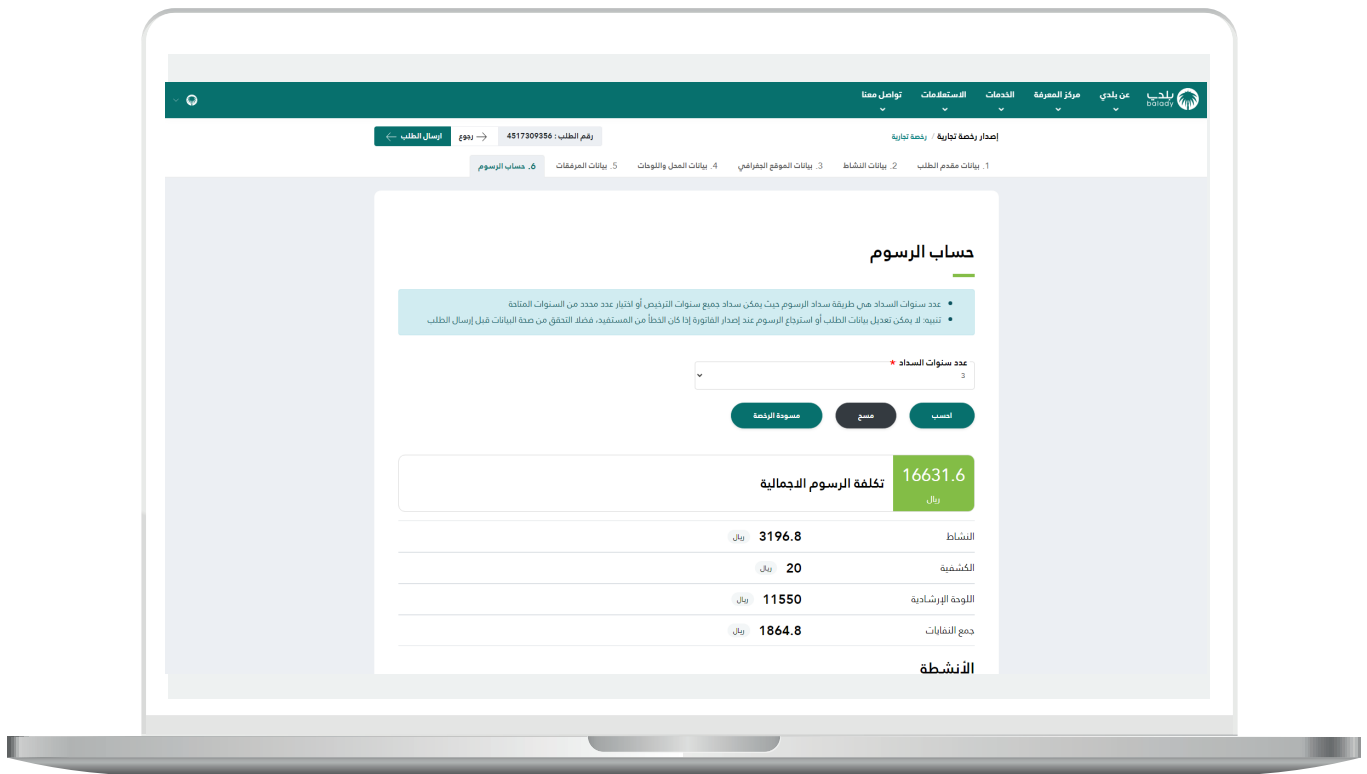 بلدي
balady
عن بلدي
مركز المعرفة
الخدمات
الاستعلامات
تواصل معنا
إصدار رخصة تجارية / رخصة تجارية
رقم الطلب : 4517309356
رجوع
ارسال الطلب
1. بيانات مقدم الطلب
2. بيانات النشاط
3. بيانات الموقع الجغرافي
4. بيانات المحل واللوحات
5. بيانات المرفقات
6. حساب الرسوم
حساب الرسوم
عدد سنوات السداد هي طريقة سداد الرسوم حيث يمكن سداد جميع سنوات الترخيص أو اختيار عدد محدد من السنوات المتاحة
تنبيه: لا يمكن تعديل بيانات الطلب أو استرجاع الرسوم عند إصدار الفاتورة إذا كان الخطأ من المستفيد، فضلا التحقق من صحة البيانات قبل إرسال الطلب
عدد سنوات السداد *
3
احسب
مسح
مسودة الرخصة
16631.6
ريال
تكلفة الرسوم الاجمالية
النشاط 3196.8 ريال
الكشفية 20 ريال
اللوحة الإرشادية 11550 ريال
جمع النفايات 1864.8 ريال
الأنشطة